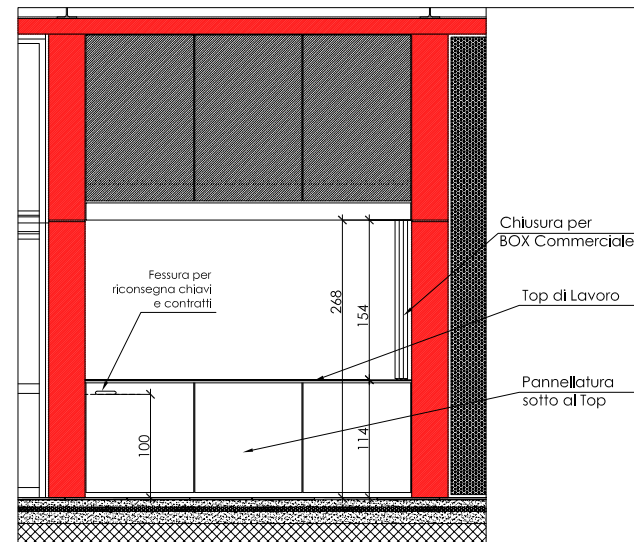 Chiusura per
BOX Commerciale
Fessura per
riconsegna chiavi
e contratti
268
154
Top di Lavoro
Pannellatura
sotto al Top
100
114